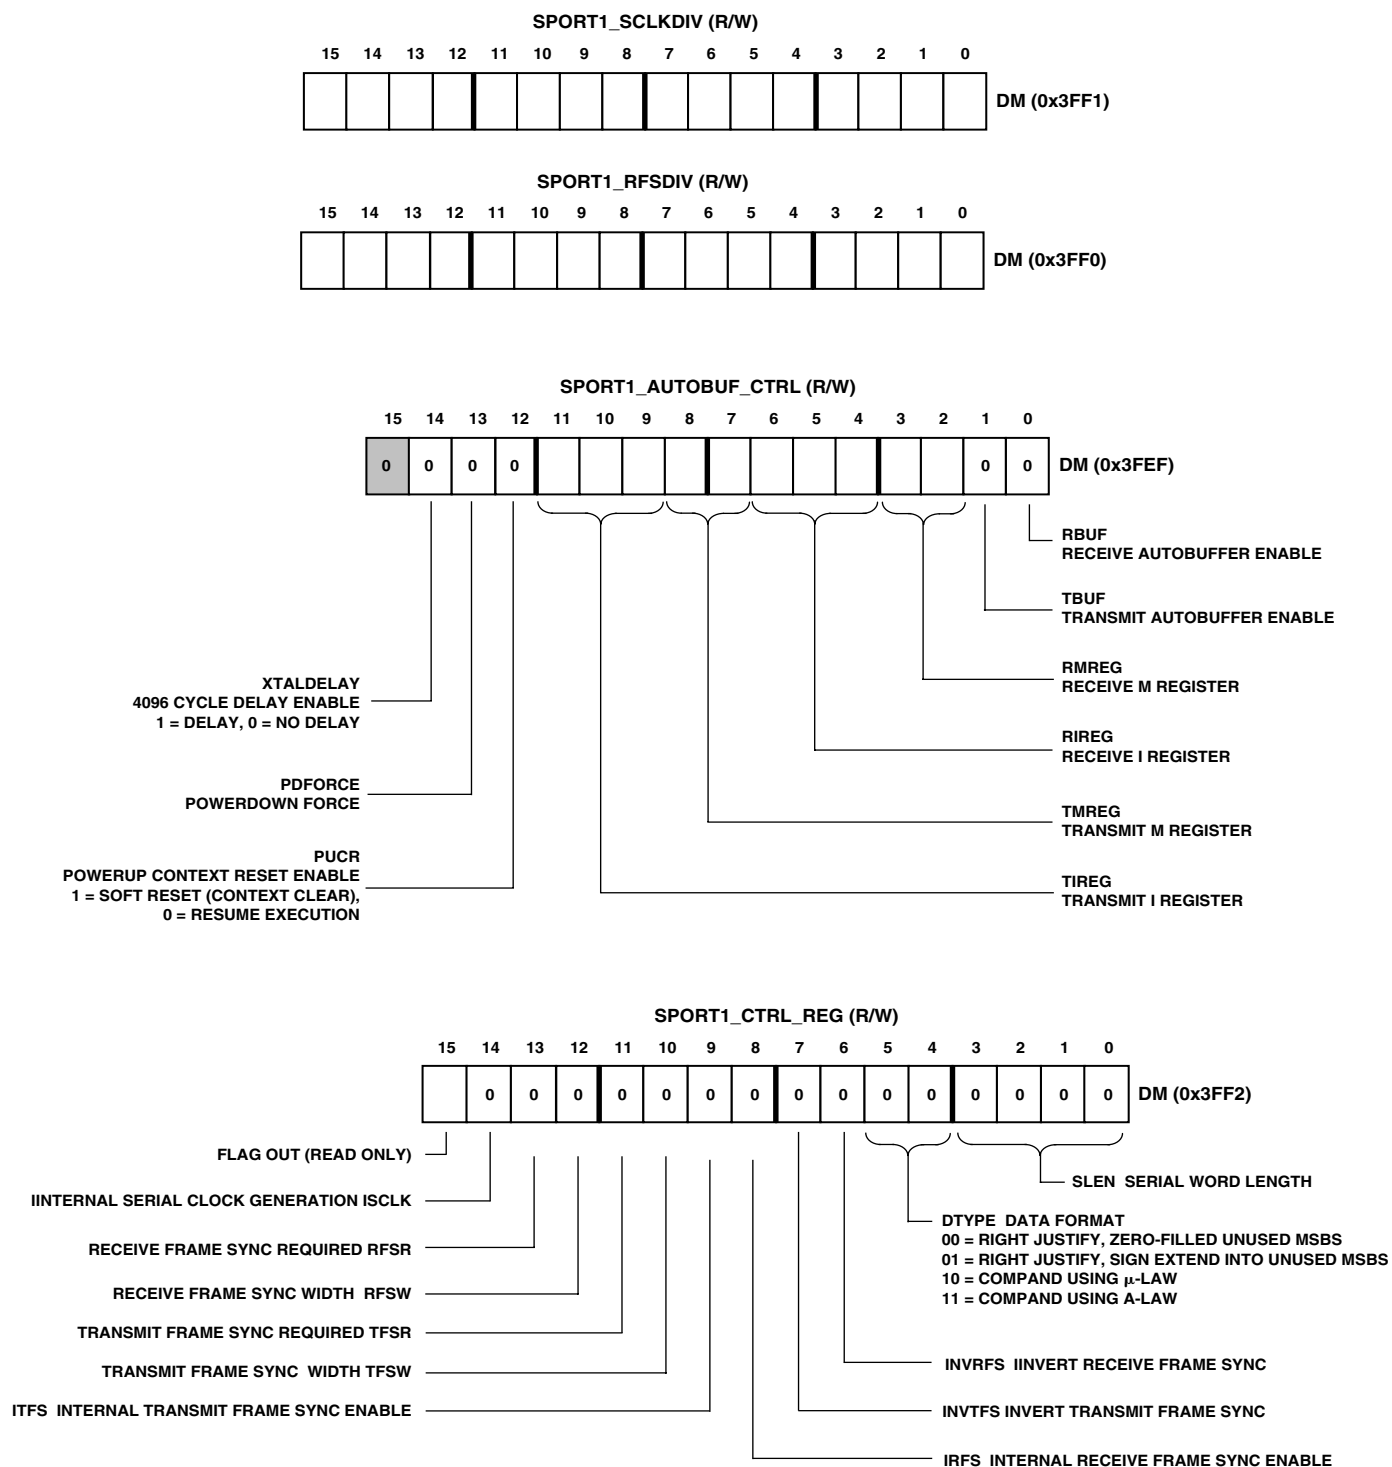 SPORT1_SCLKDIV (R/W)
15 14 13 12 11 10 9 8 7 6 5 4 3 2 1 0
DM (0x3FF1)
SPORT1_RFSDIV (R/W)
15 14 13 12 11 10 9 8 7 6 5 4 3 2 1 0
DM (0x3FF0)
SPORT1_AUTOBUF_CTRL (R/W)
15 14 13 12 11 10 9 8 7 6 5 4 3 2 1 0
0 0 0 0 0 0 DM (0x3FEF)
RBUF
RECEIVE AUTOBUFFER ENABLE
TBUF
TRANSMIT AUTOBUFFER ENABLE
RMREG
RECEIVE M REGISTER
RIREG
RECEIVE I REGISTER
TMREG
TRANSMIT M REGISTER
TIREG
TRANSMIT I REGISTER
XTALDELAY
4096 CYCLE DELAY ENABLE
1 = DELAY, 0 = NO DELAY
PDFORCE
POWERDOWN FORCE
PUCR
POWERUP CONTEXT RESET ENABLE
1 = SOFT RESET (CONTEXT CLEAR),
0 = RESUME EXECUTION
SPORT1_CTRL_REG (R/W)
15 14 13 12 11 10 9 8 7 6 5 4 3 2 1 0
0 0 0 0 0 0 0 0 0 0 0 0 0 0 0 DM (0x3FF2)
FLAG OUT (READ ONLY)
IINTERNAL SERIAL CLOCK GENERATION ISCLK
RECEIVE FRAME SYNC REQUIRED RFSR
RECEIVE FRAME SYNC WIDTH RFSW
TRANSMIT FRAME SYNC REQUIRED TFSR
TRANSMIT FRAME SYNC WIDTH TFSW
ITFS INTERNAL TRANSMIT FRAME SYNC ENABLE
SLEN SERIAL WORD LENGTH
DTYPE DATA FORMAT
00 = RIGHT JUSTIFY, ZERO-FILLED UNUSED MSBS
01 = RIGHT JUSTIFY, SIGN EXTEND INTO UNUSED MSBS
10 = COMPAND USING μ-LAW
11 = COMPAND USING A-LAW
INVRFS IINVERT RECEIVE FRAME SYNC
INVTFS INVERT TRANSMIT FRAME SYNC
IRFS INTERNAL RECEIVE FRAME SYNC ENABLE